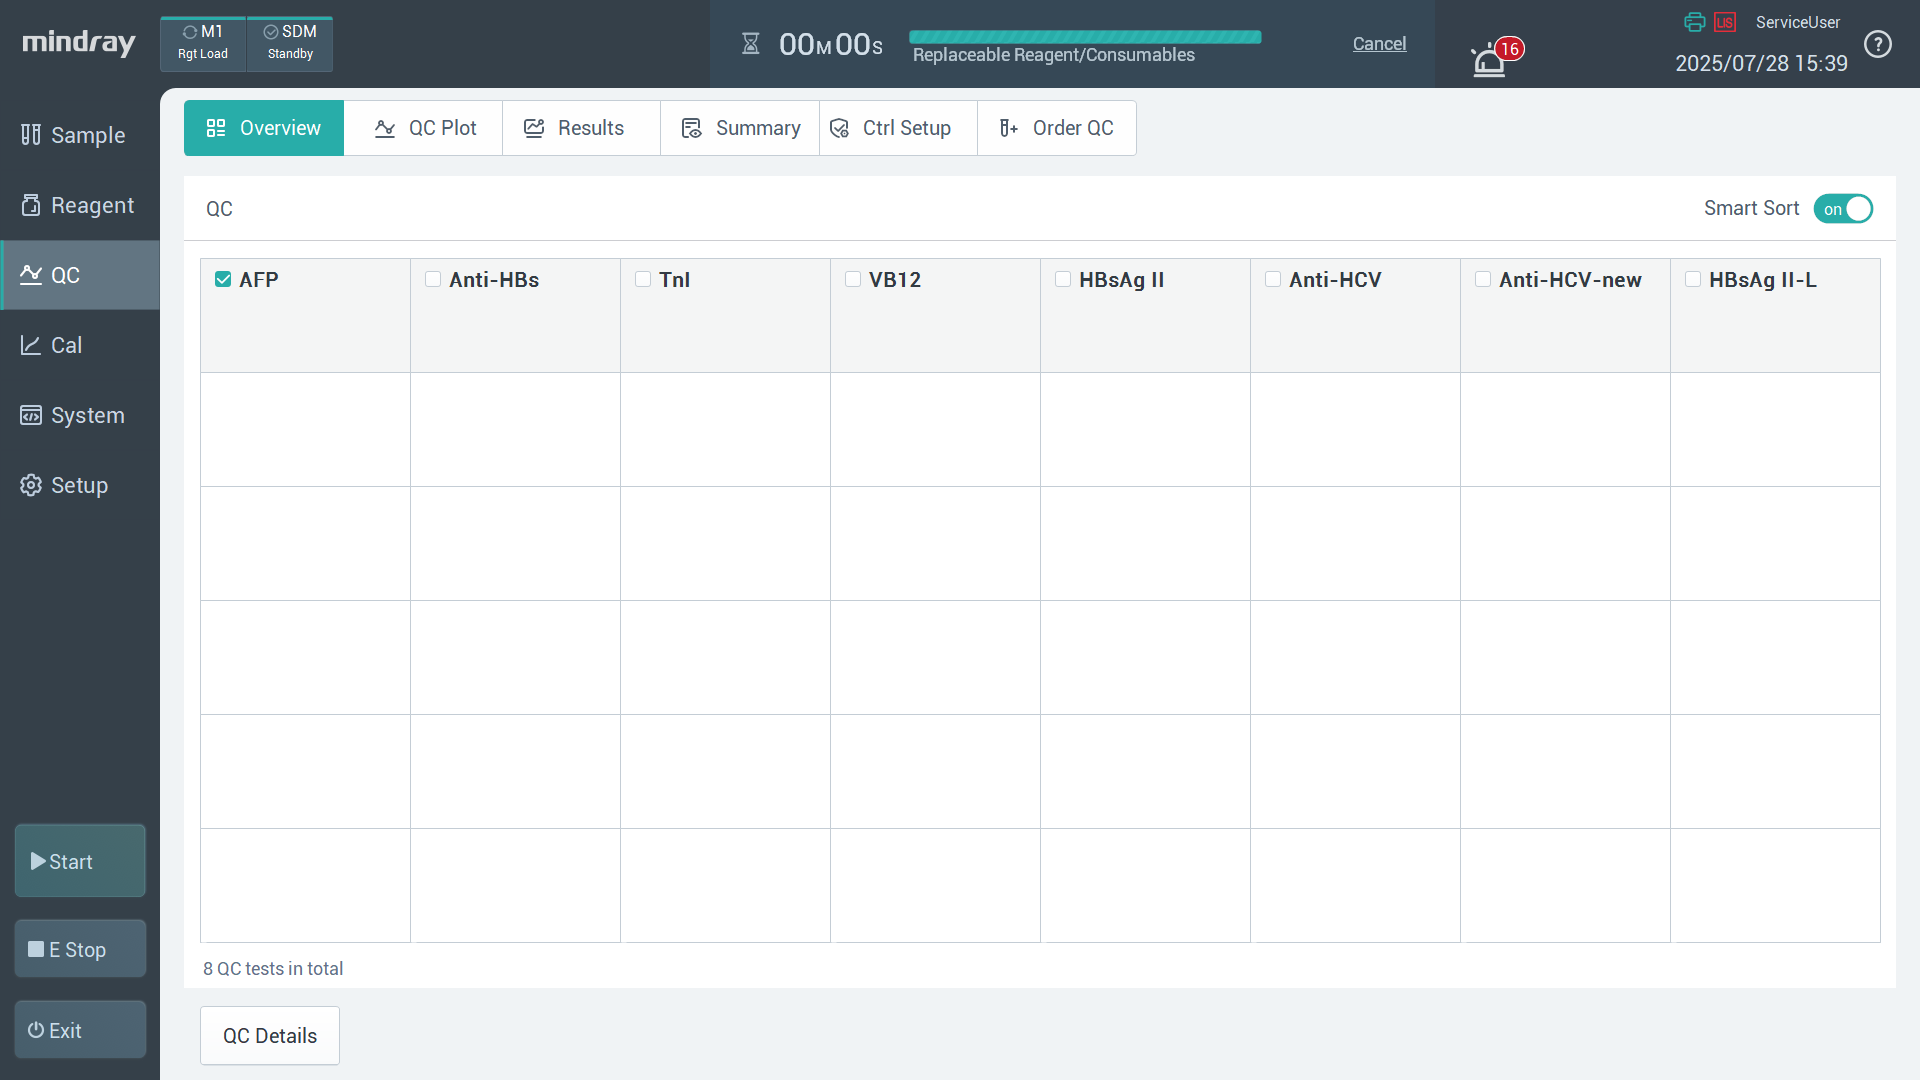 mindray
M1
Rgt Load
SDM
Standby
00M00S
Replaceable Reagent/Consumables
Cancel
16
LIS
ServiceUser
2025/07/28 15:39
?
Sample
Reagent
QC
Cal
System
Setup
Start
E Stop
Exit
Overview
QC Plot
Results
Summary
Ctrl Setup
Order QC
QC
Smart Sort
on
AFP
Anti-HBs
TnI
VB12
HBsAg II
Anti-HCV
Anti-HCV-new
HBsAg II-L
8 QC tests in total
QC Details